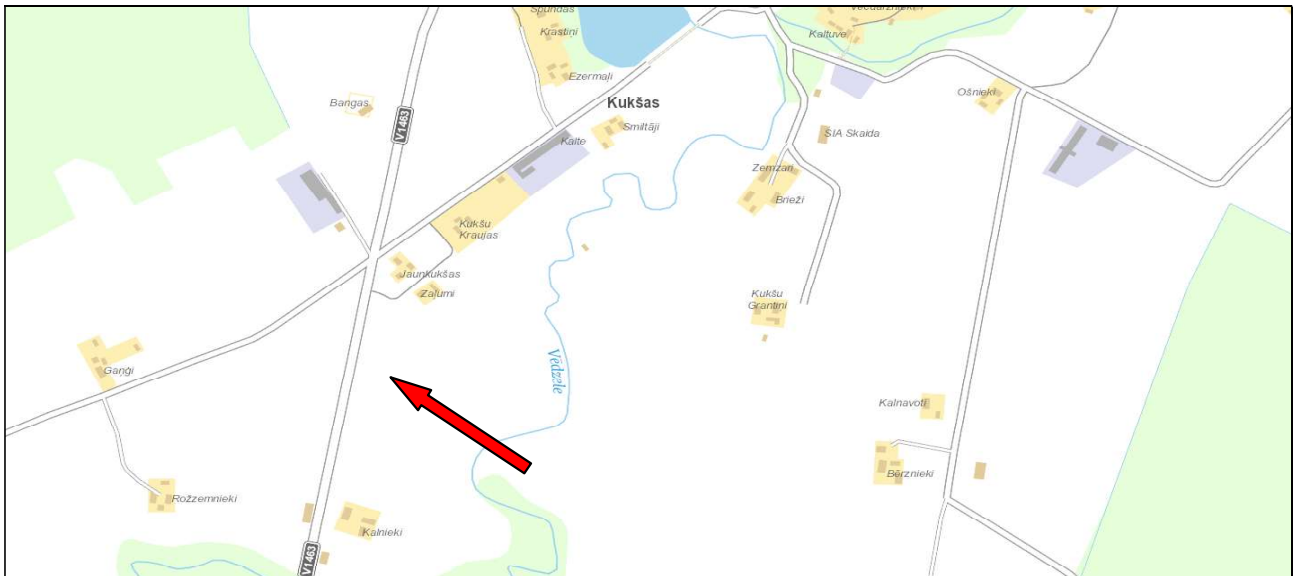 Spundas
Vecdārznieki
Krastiņi
Kaltuve
Ezermaļi
Bangas
Kukšas
Ošnieki
V1463
Smiltāji
SIA Skaida
Kalte
Zemzari
Brieži
Kukšu
Kraujas
Jaunkukšas
Zaļumi
Kukšu
Grantiņi
Vēdzele
Gaņģi
Kalnavoti
Bērznieki
Rožzemnieki
Kalnieki
V1463